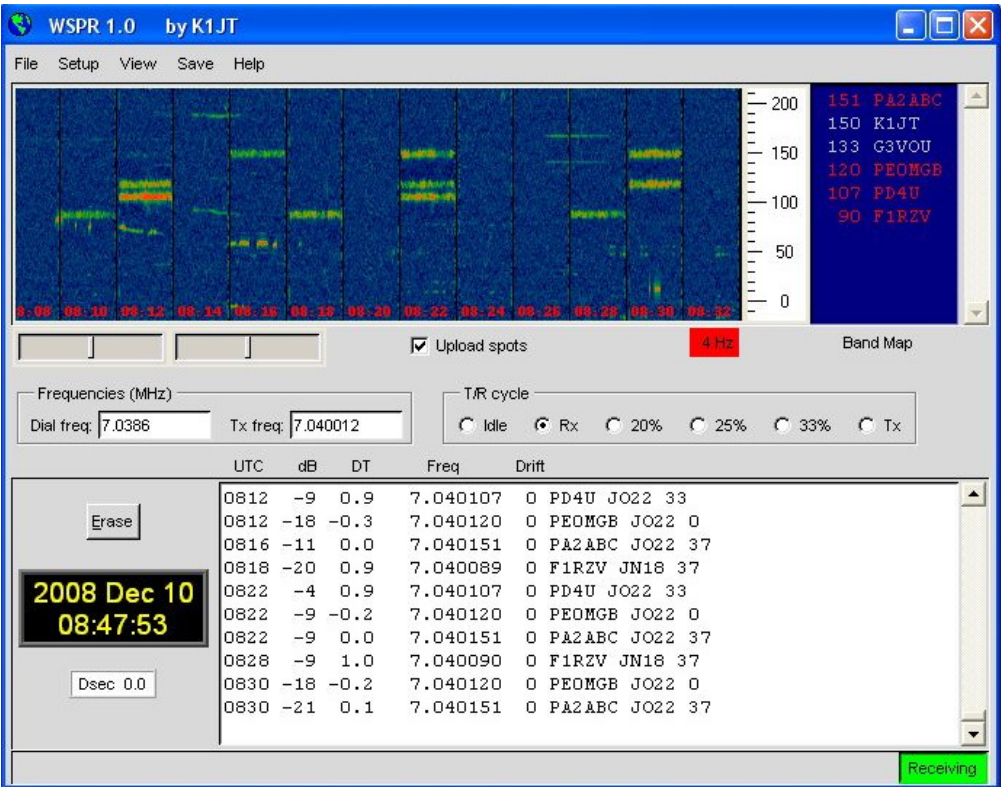 WSPR 1.0 by K1JT
File Setup View Save Help
200
150
100
50
0
151 PA2ABC
150 K1JT
133 G3VOU
120 PE0MGB
107 PD4U
90 F1RZV
8:08 08:10 08:12 08:14 08:16 08:18 08:20 08:22 08:24 08:26 08:28 08:30 08:32
Upload spots
4 Hz
Band Map
Frequencies (MHz)
Dial freq: 7.0386 Tx freq: 7.040012
T/R cycle
Idle Rx 20% 25% 33% Tx
UTC dB DT Freq Drift
0812 -9 0.9 7.040107 0 PD4U JO22 33
0812 -18 -0.3 7.040120 0 PE0MGB JO22 0
0816 -11 0.0 7.040151 0 PA2ABC JO22 37
0818 -20 0.9 7.040089 0 F1RZV JN18 37
0822 -4 0.9 7.040107 0 PD4U JO22 33
0822 -9 -0.2 7.040120 0 PE0MGB JO22 0
0822 -9 0.0 7.040151 0 PA2ABC JO22 37
0828 -9 1.0 7.040090 0 F1RZV JN18 37
0830 -18 -0.2 7.040120 0 PE0MGB JO22 0
0830 -21 0.1 7.040151 0 PA2ABC JO22 37
Erase
2008 Dec 10
08:47:53
Dsec 0.0
Receiving